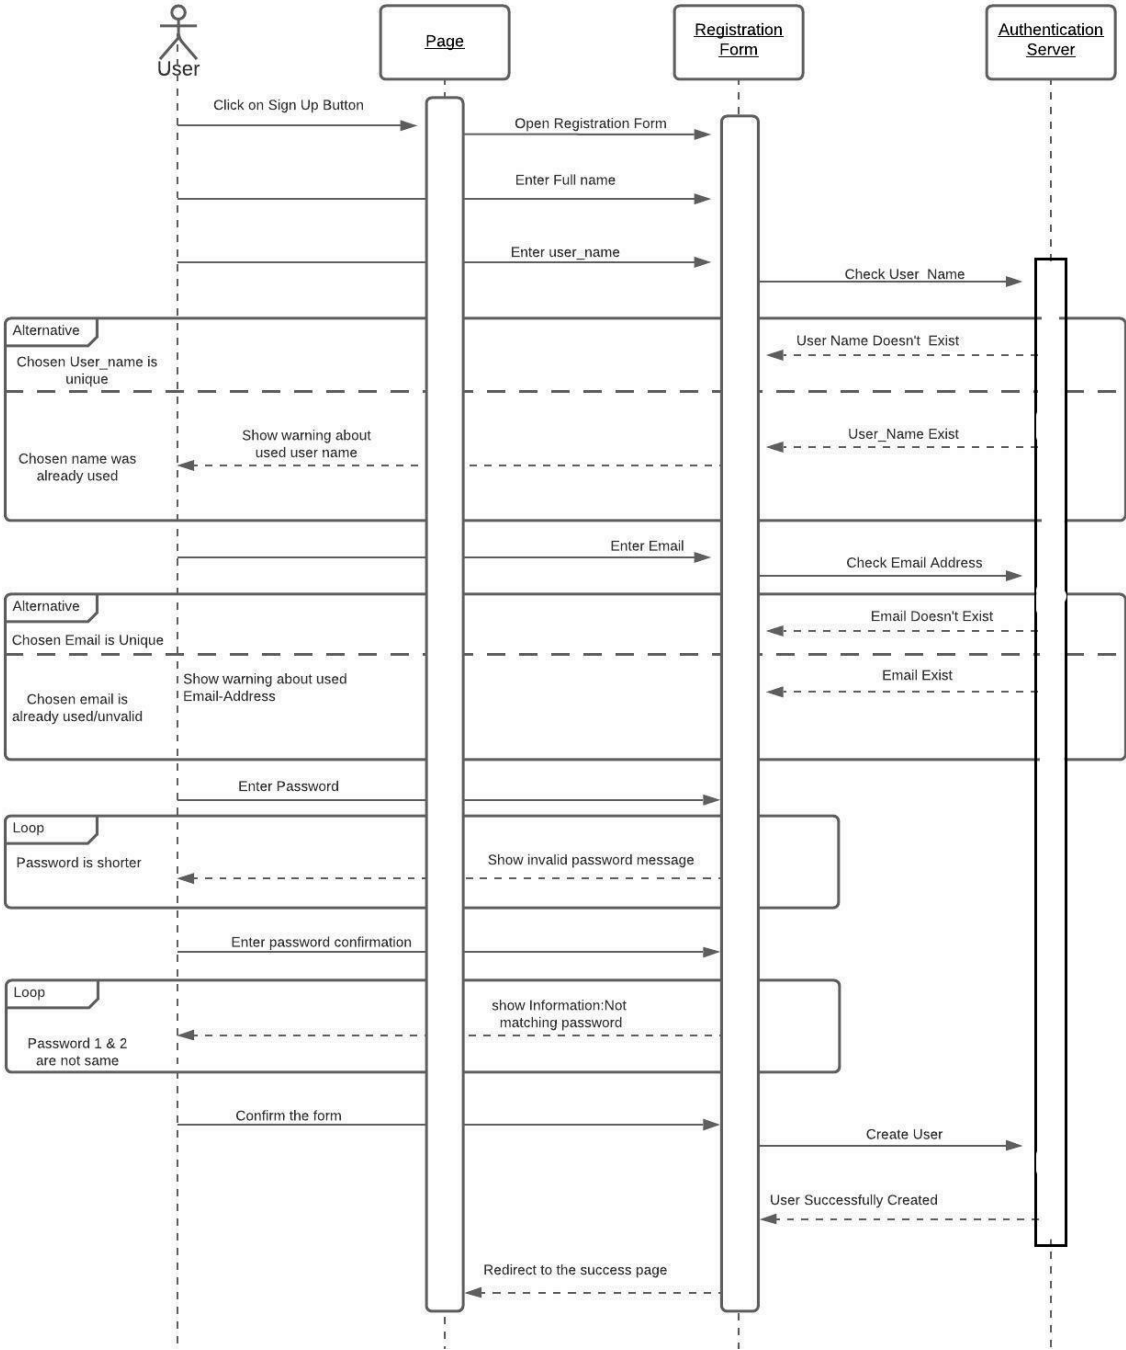 User
Page
Registration
Form
Authentication
Server
Click on Sign Up Button
Open Registration Form
Enter Full name
Enter user_name
Check User_Name
Alternative
Chosen User_name is
unique
User Name Doesn't Exist
User_Name Exist
Show warning about
used user name
Chosen name was
already used
Enter Email
Check Email Address
Alternative
Email Doesn't Exist
Chosen Email is Unique
Email Exist
Show warning about used
Email-Address
Chosen email is
already used/unvalid
Enter Password
Loop
Password is shorter
Show invalid password message
Enter password confirmation
Loop
show Information:Not
matching password
Password 1 & 2
are not same
Confirm the form
Create User
User Successfully Created
Redirect to the success page